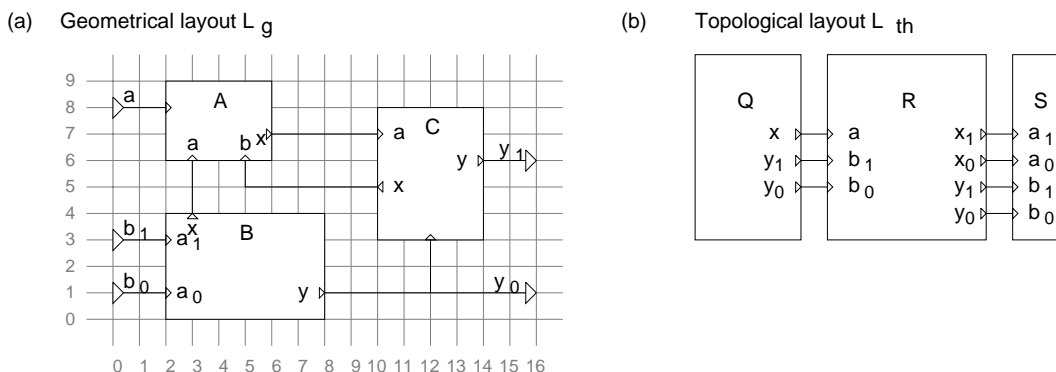 (a) Geometrical layout L g
(b) Topological layout L th
9
8 a A
7 x a C
a b
6 y y 1
5 x
4
x
3 b 1 a 1 B
2
1 b 0 a 0 y y 0
0
0 1 2 3 4 5 6 7 8 9 10 11 12 13 14 15 16
Q R S
x a x 1 a 1
y 1 b 1 x 0 a 0
y 0 b 0 y 1 b 1
y 0 b 0